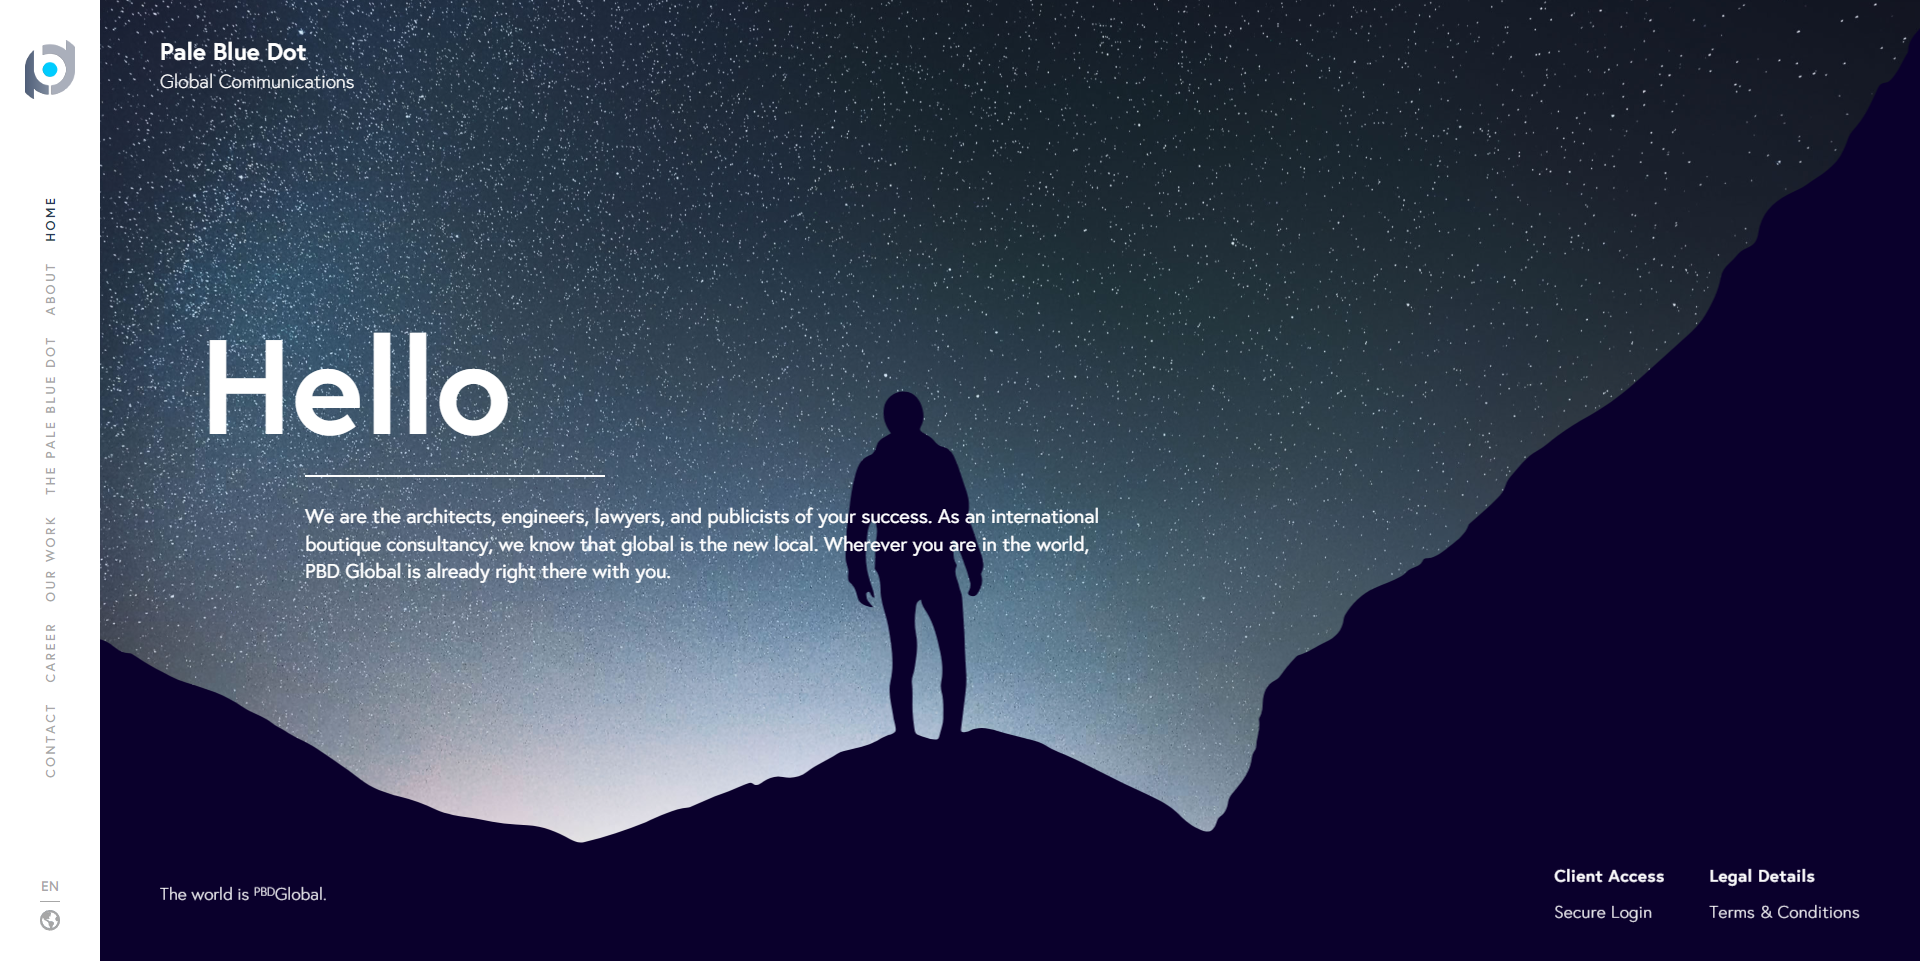 Pale Blue Dot
Global Communications
HOME
ABOUT
THE PALE BLUE DOT
OUR WORK
CAREER
CONTACT
EN
Hello
We are the architects, engineers, lawyers, and publicists of your success. As an international
boutique consultancy, we know that global is the new local. Wherever you are in the world,
PBD Global is already right there with you.
The world is PBDGlobal.
Client Access
Secure Login
Legal Details
Terms & Conditions